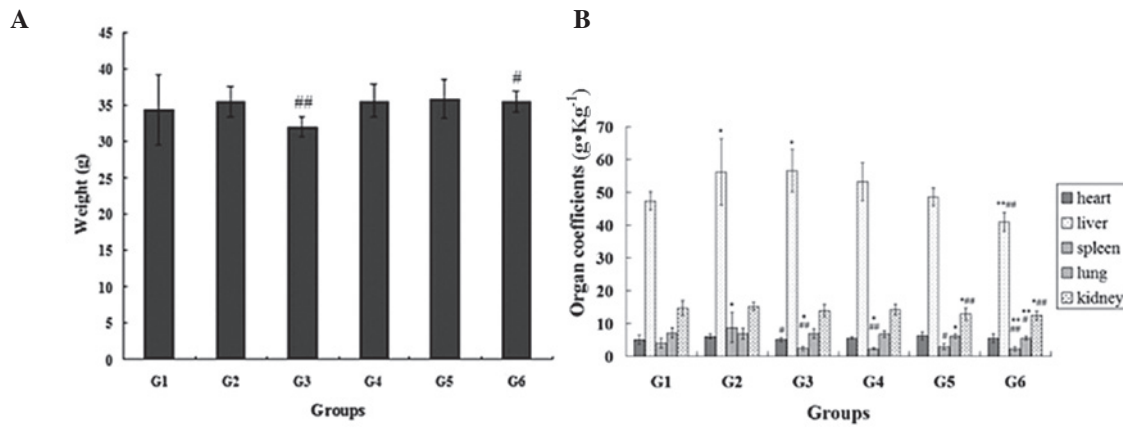 A
45
40
35
30
25
20
15
10
5
0
Weight (g)
##
#
G1 G2 G3 G4 G5 G6
Groups
B
70
60
50
40
30
20
10
0
Organ coefficients (g•Kg-1)
* * **##
* # * ## * ## # * *## ** ## ** # *##
heart
liver
spleen
lung
kidney
G1 G2 G3 G4 G5 G6
Groups